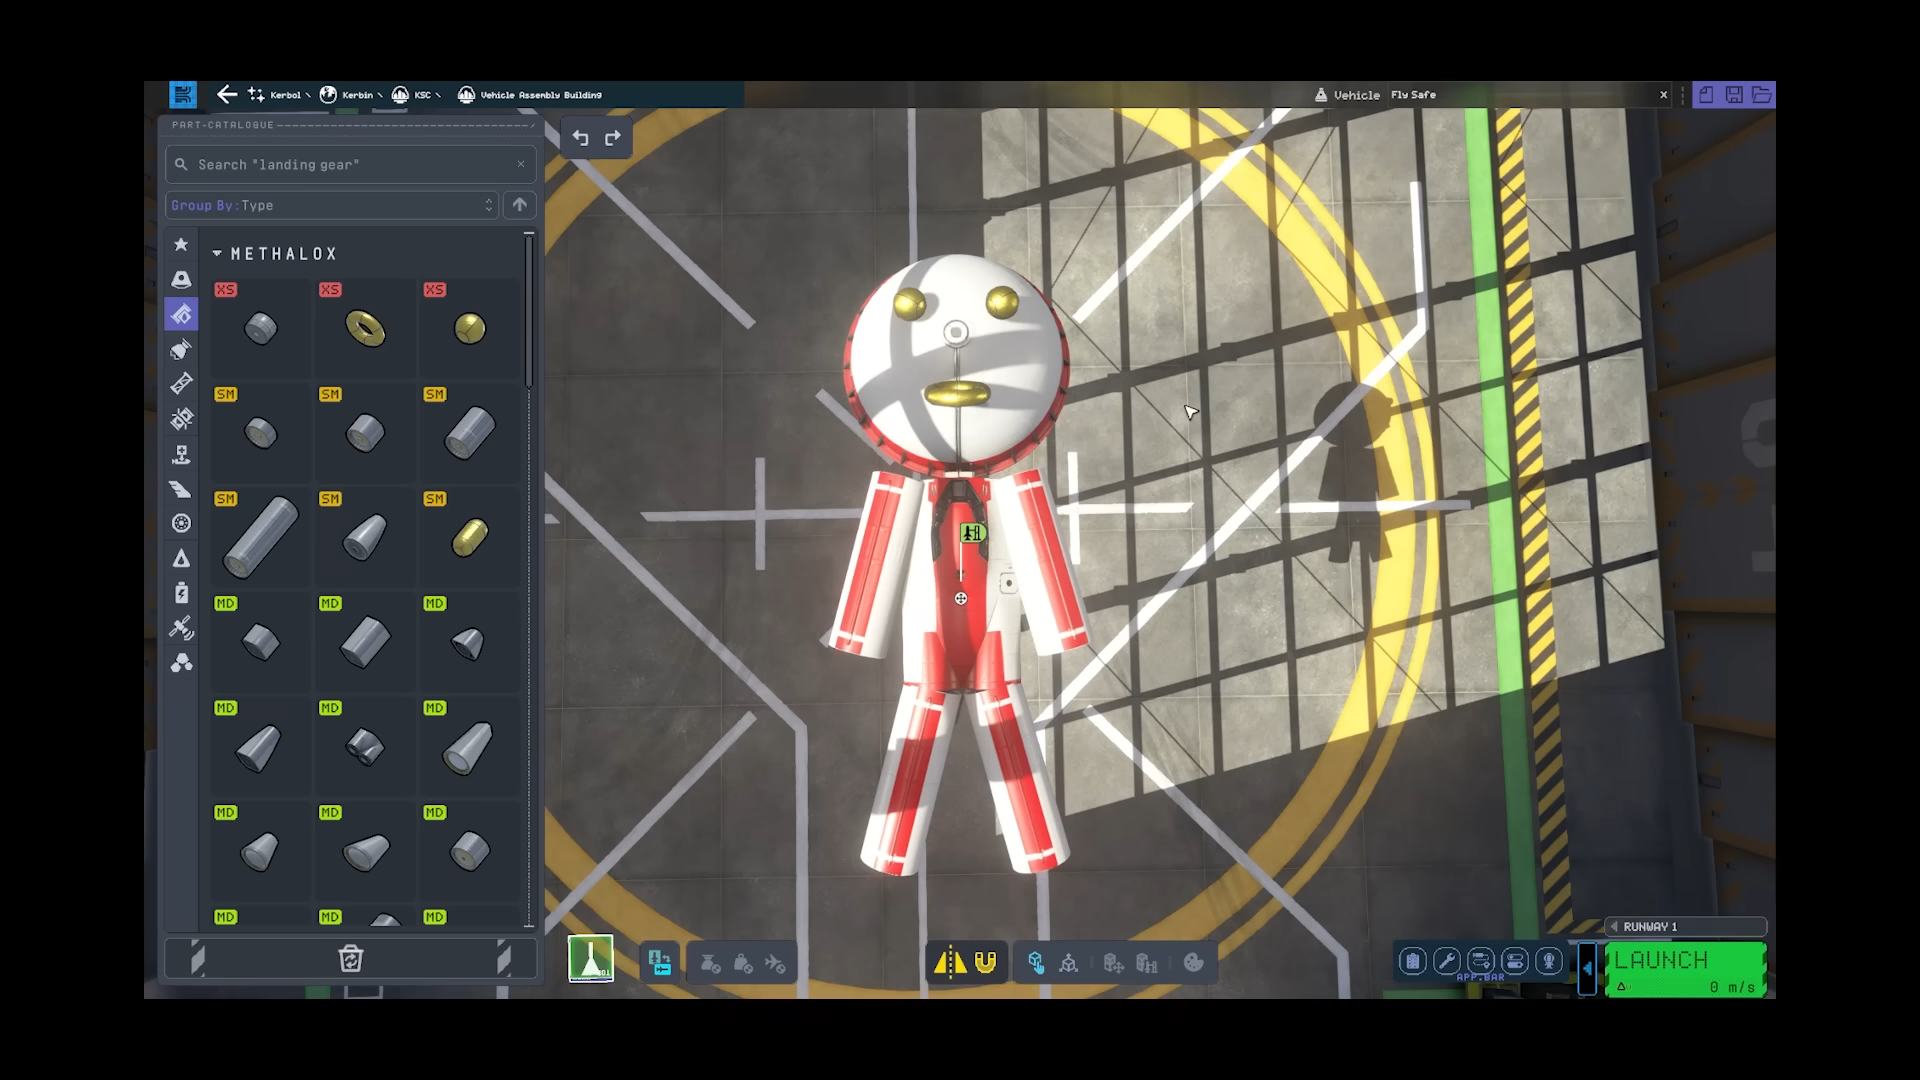 Kerbol
Kerbin
KSC
Vehicle Assembly Building
Vehicle
Fly Safe
PART-CATALOGUE
Search "landing gear"
Group By: Type
METHALOX
XS
XS
XS
SM
SM
SM
SM
SM
SM
MD
MD
MD
MD
MD
MD
MD
MD
MD
MD
MD
MD
RUNWAY 1
APP.BAR
LAUNCH
Δv
0 m/s